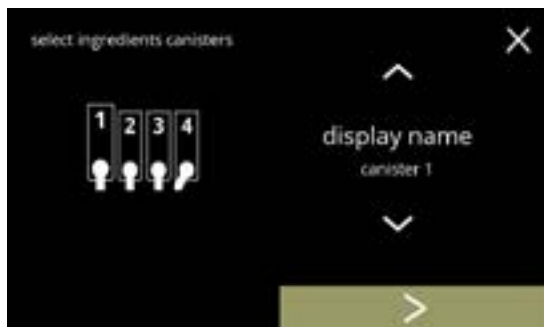 select ingredients canisters
1 2 3 4
display name
canister 1